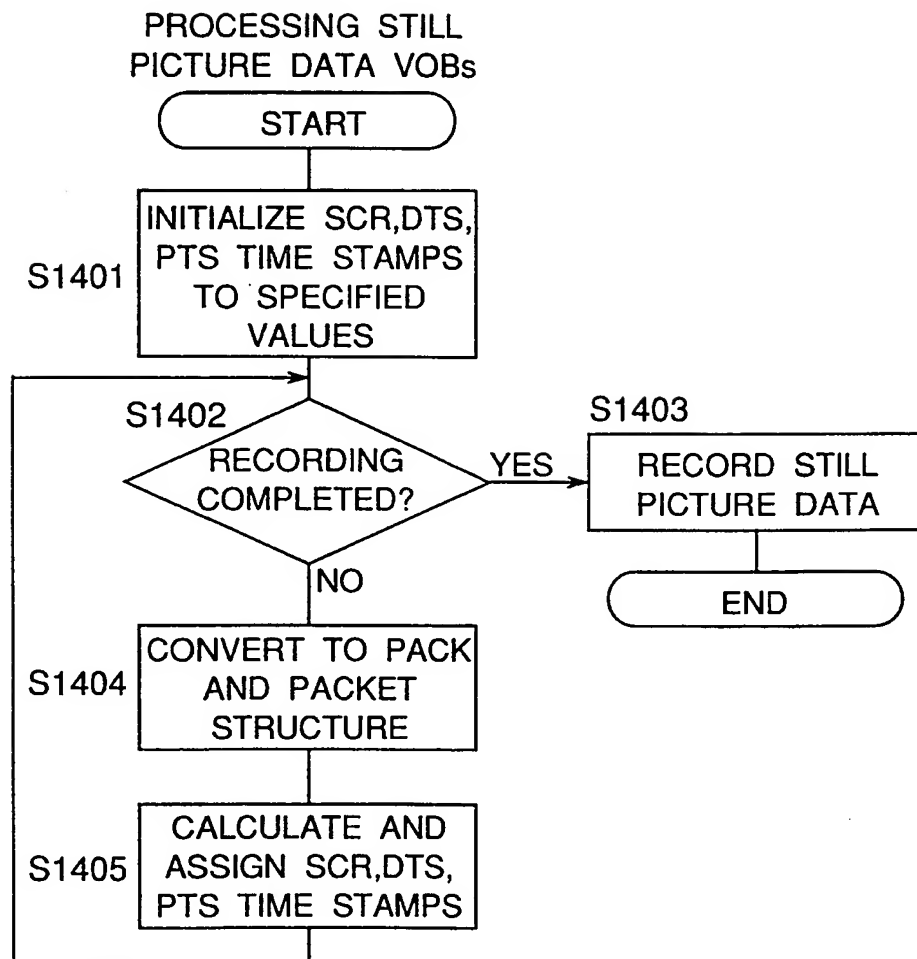 PROCESSING STILL
PICTURE DATA VOBs
START
S1401
INITIALIZE SCR,DTS,
PTS TIME STAMPS
TO SPECIFIED
VALUES
S1402
RECORDING
COMPLETED?
YES
S1403
RECORD STILL
PICTURE DATA
END
NO
S1404
CONVERT TO PACK
AND PACKET
STRUCTURE
S1405
CALCULATE AND
ASSIGN SCR,DTS,
PTS TIME STAMPS